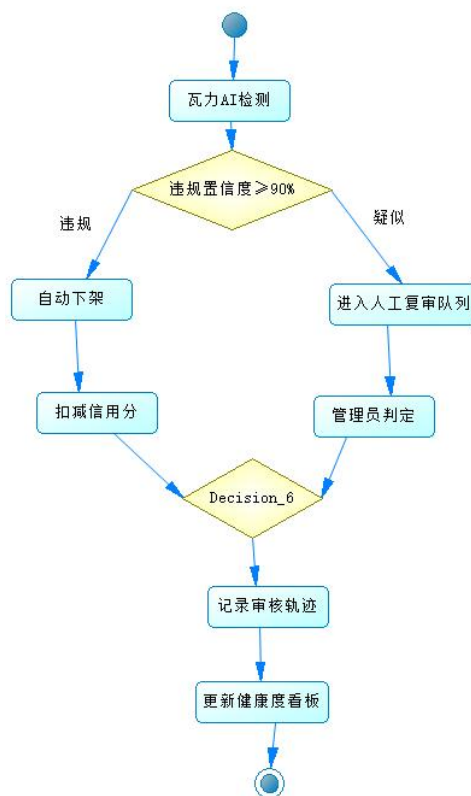 瓦力AI检测
违规置信度≥90%
违规
疑似
自动下架
进入人工复审队列
扣减信用分
管理员判定
Decision_6
记录审核轨迹
更新健康度看板